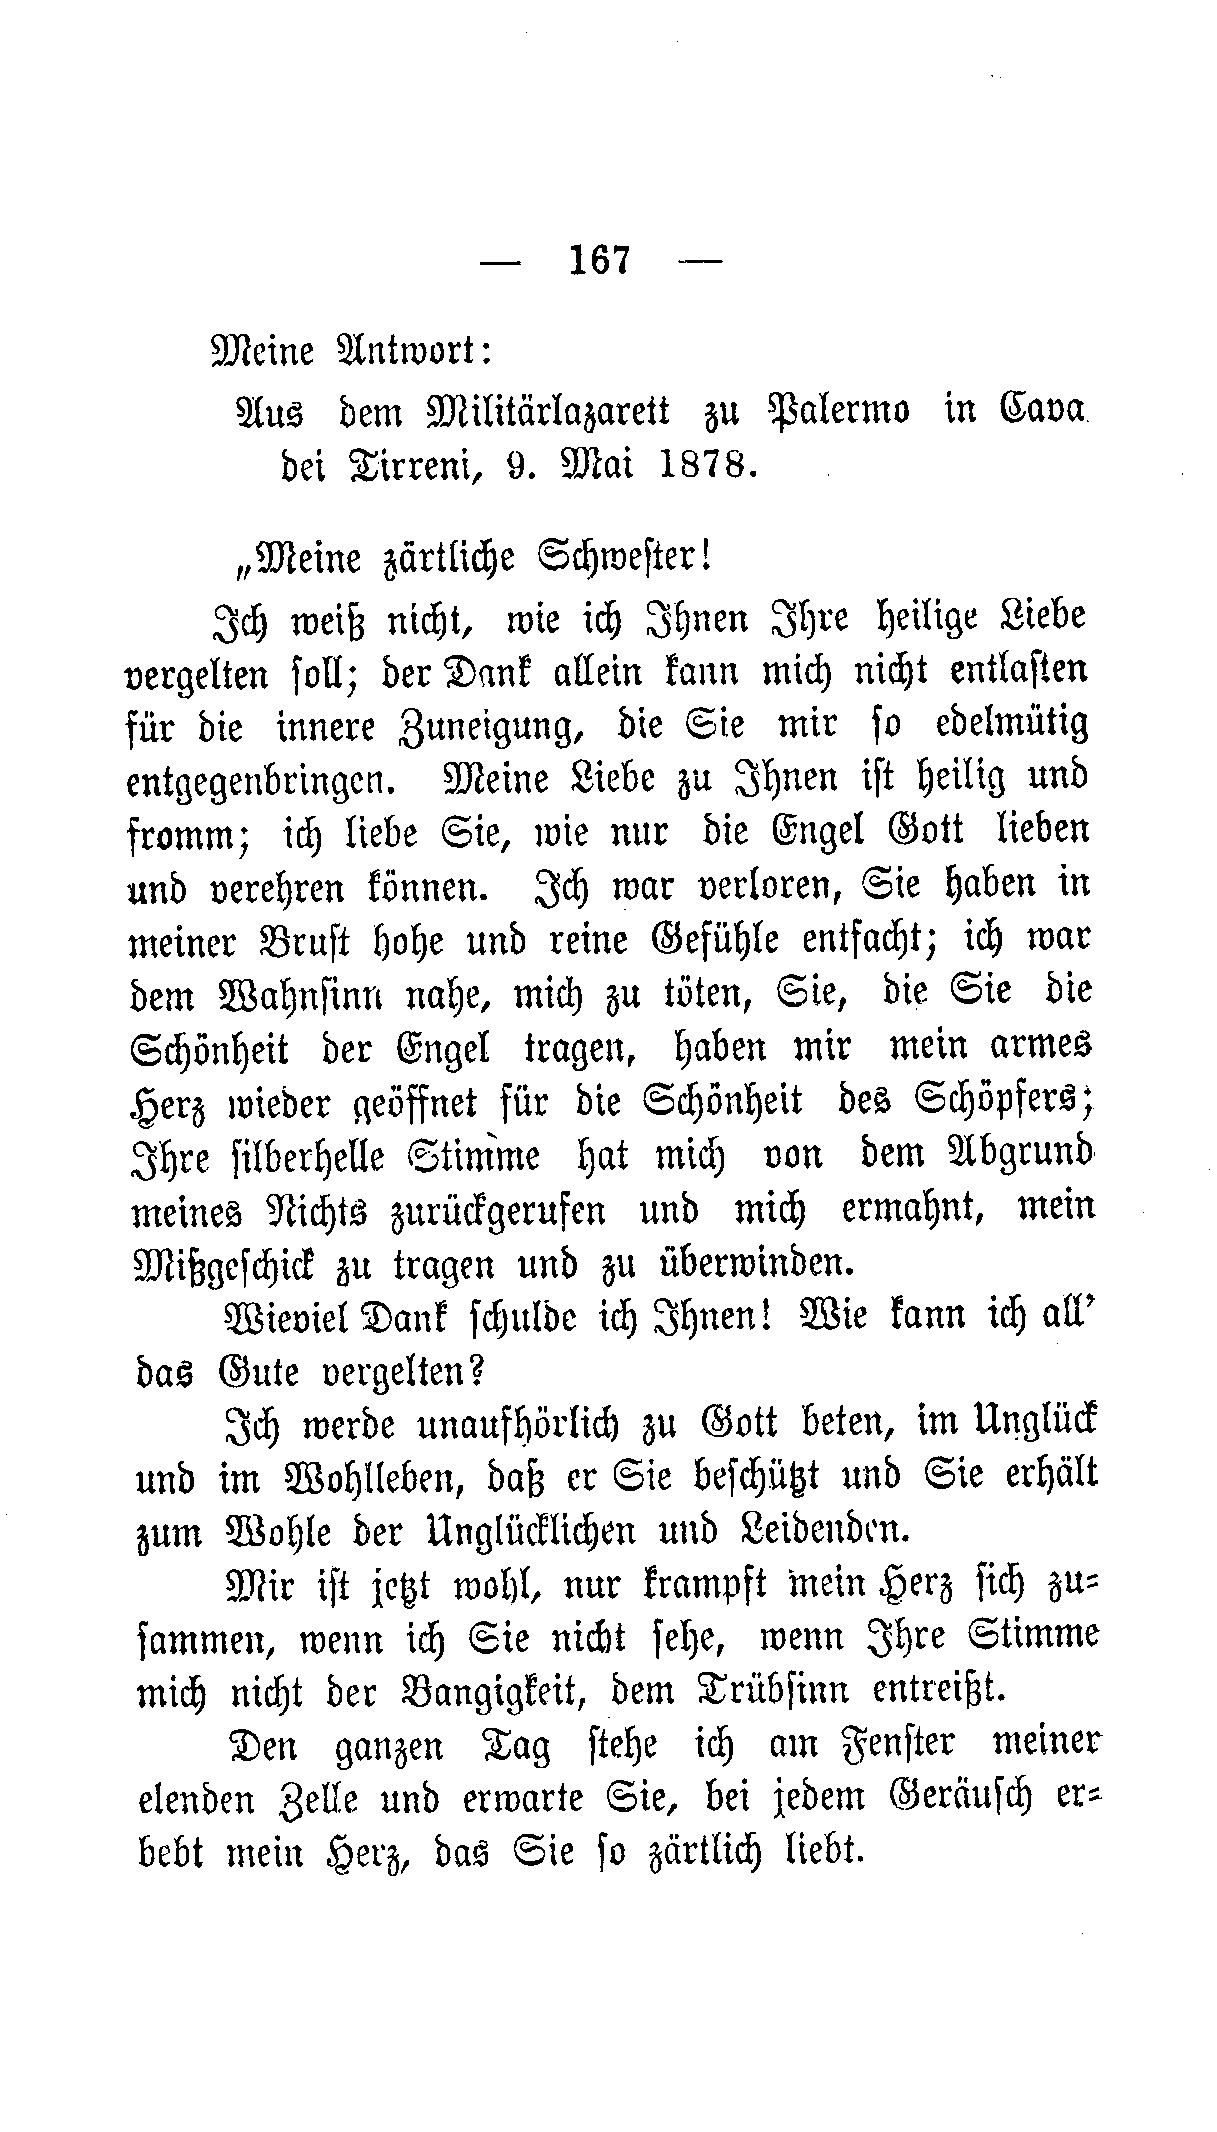 — 167 —
Meine Antwort:
Aus dem Militärlazarett zu Palermo in Cava
dei Tirreni, 9. Mai 1878.
„Meine zärtliche Schweſter!
Ich weiß nicht, wie ich Ihnen Ihre heilige Liebe
vergelten ſoll; der Dank allein kann mich nicht entlaſten
für die innere Zuneigung, die Sie mir ſo edelmütig
entgegenbringen. Meine Liebe zu Ihnen iſt heilig und
fromm; ich liebe Sie, wie nur die Engel Gott lieben
und verehren können. Ich war verloren, Sie haben in
meiner Bruſt hohe und reine Gefühle entfacht; ich war
dem Wahnſinn nahe, mich zu töten, Sie, die Sie die
Schönheit der Engel tragen, haben mir mein armes
Herz wieder geöffnet für die Schönheit des Schöpfers;
Ihre ſilberhelle Stimme hat mich von dem Abgrund
meines Nichts zurückgerufen und mich ermahnt, mein
Mißgeſchick zu tragen und zu überwinden.
Wieviel Dank ſchulde ich Ihnen! Wie kann ich all'
das Gute vergelten?
Ich werde unaufhörlich zu Gott beten, im Unglück
und im Wohlleben, daß er Sie beſchützt und Sie erhält
zum Wohle der Unglücklichen und Leidenden.
Mir iſt jetzt wohl, nur krampft mein Herz ſich zu-
ſammen, wenn ich Sie nicht ſehe, wenn Ihre Stimme
mich nicht der Bangigkeit, dem Trübſinn entreißt.
Den ganzen Tag ſtehe ich am Fenſter meiner
elenden Zelle und erwarte Sie, bei jedem Geräuſch er-
bebt mein Herz, das Sie ſo zärtlich liebt.